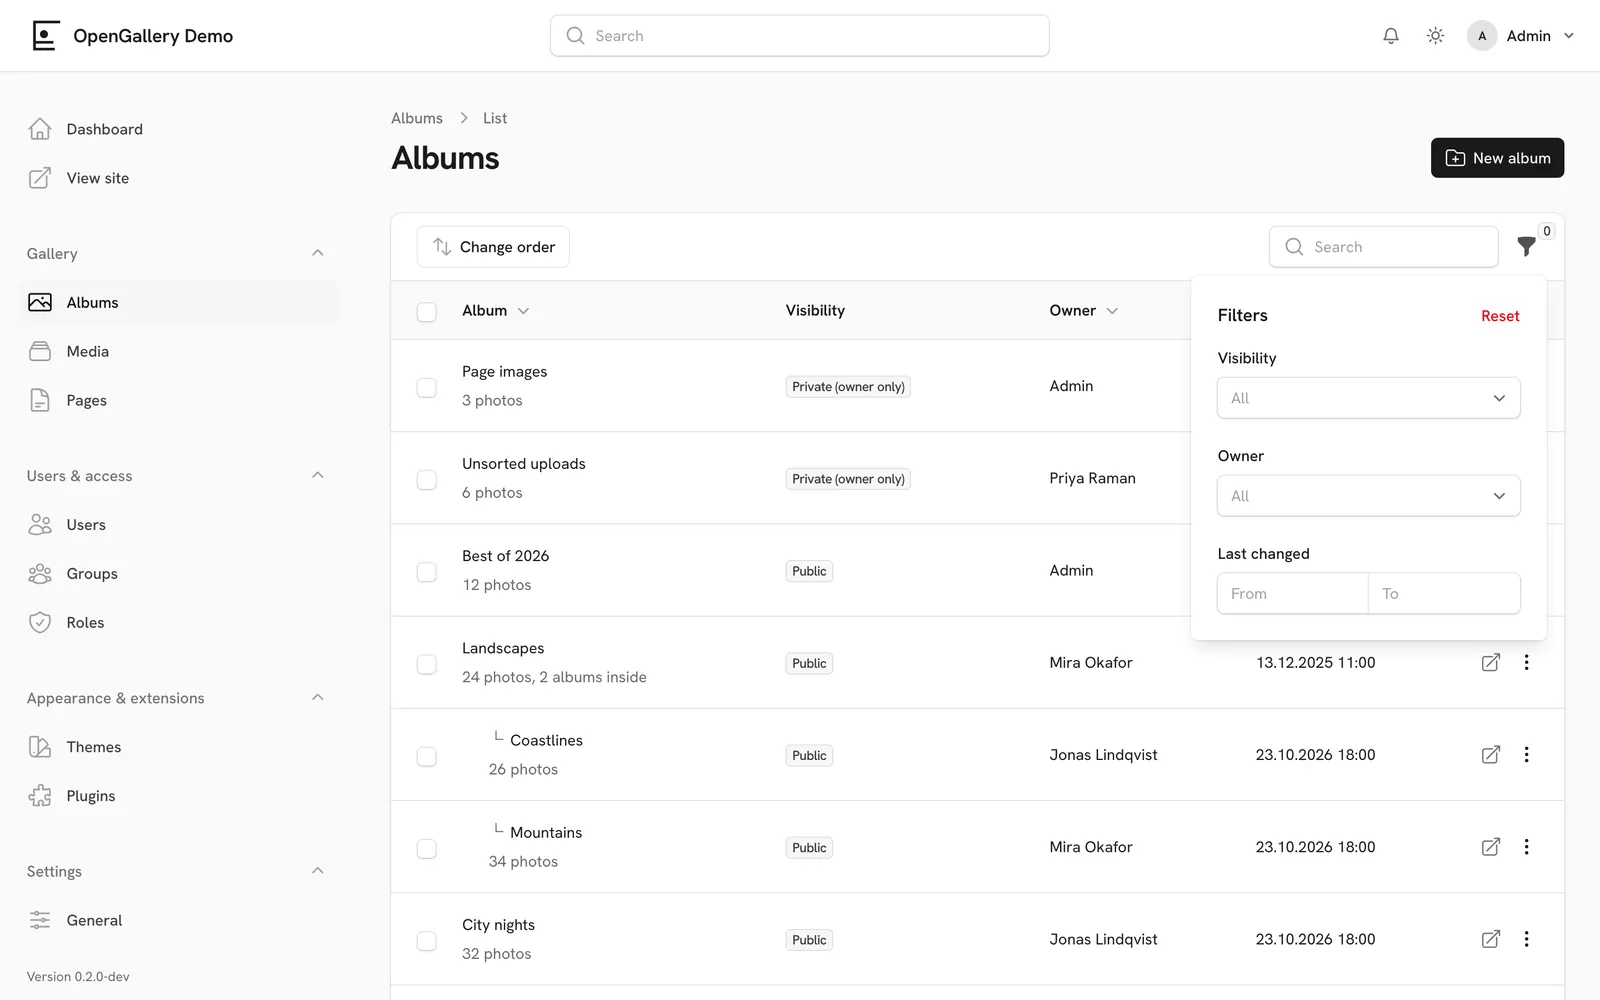 OpenGallery Demo
Search
A
Admin
Dashboard
View site
Gallery
Albums
Media
Pages
Users & access
Users
Groups
Roles
Appearance & extensions
Themes
Plugins
Settings
General
Version 0.2.0-dev
Albums
List
Albums
New album
Change order
Search
0
Album
Visibility
Owner
Page images
3 photos
Private (owner only)
Admin
Unsorted uploads
6 photos
Private (owner only)
Priya Raman
Best of 2026
12 photos
Public
Admin
Landscapes
24 photos, 2 albums inside
Public
Mira Okafor
13.12.2025 11:00
Coastlines
26 photos
Public
Jonas Lindqvist
23.10.2026 18:00
Mountains
34 photos
Public
Mira Okafor
23.10.2026 18:00
City nights
32 photos
Public
Jonas Lindqvist
23.10.2026 18:00
Filters
Reset
Visibility
All
Owner
All
Last changed
From
To